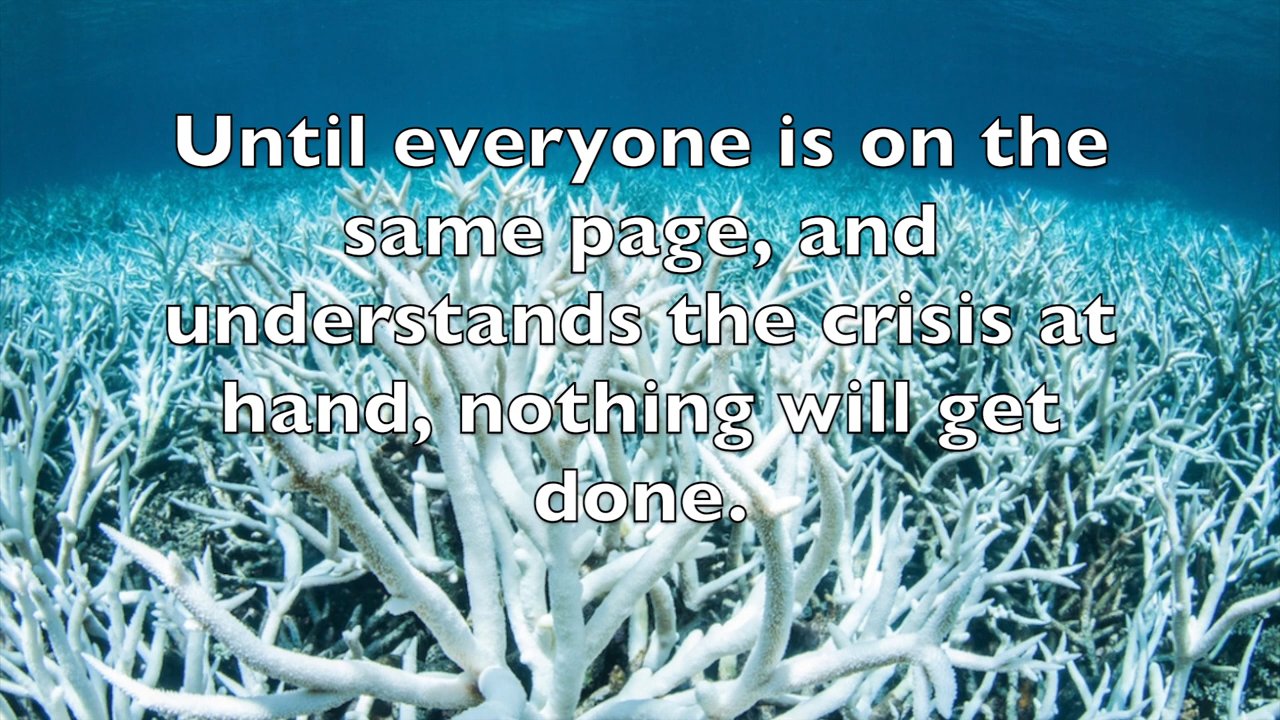 Until everyone is on the
same page, and
understands the crisis at
hand, nothing will get
done.